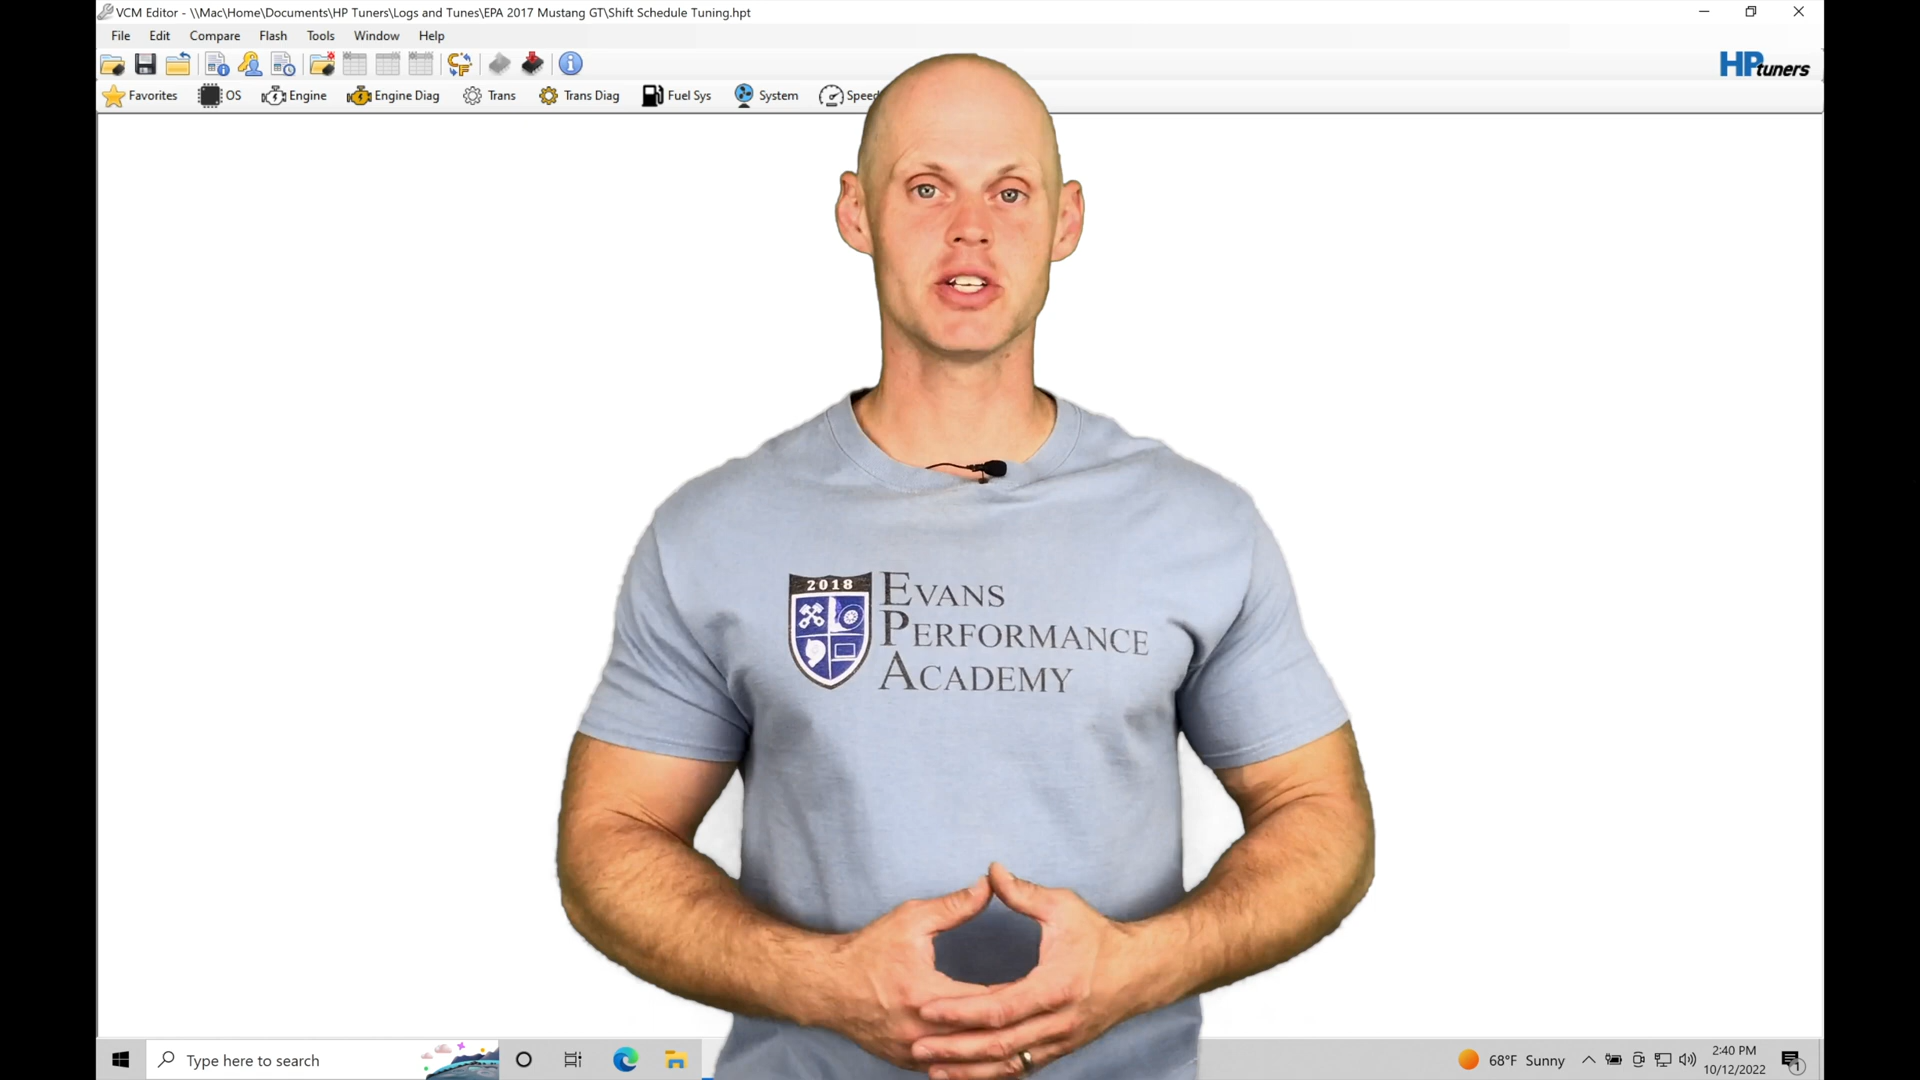 VCM Editor - \\Mac\Home\Documents\HP Tuners\Logs and Tunes\EPA 2017 Mustang GT\Shift Schedule Tuning.hpt
File Edit Compare Flash Tools Window Help
HPtuners
Favorites OS Engine Engine Diag Trans Trans Diag Fuel Sys System
2018
EVANS
PERFORMANCE
ACADEMY
Type here to search
68°F Sunny
2:40 PM
10/12/2022
1